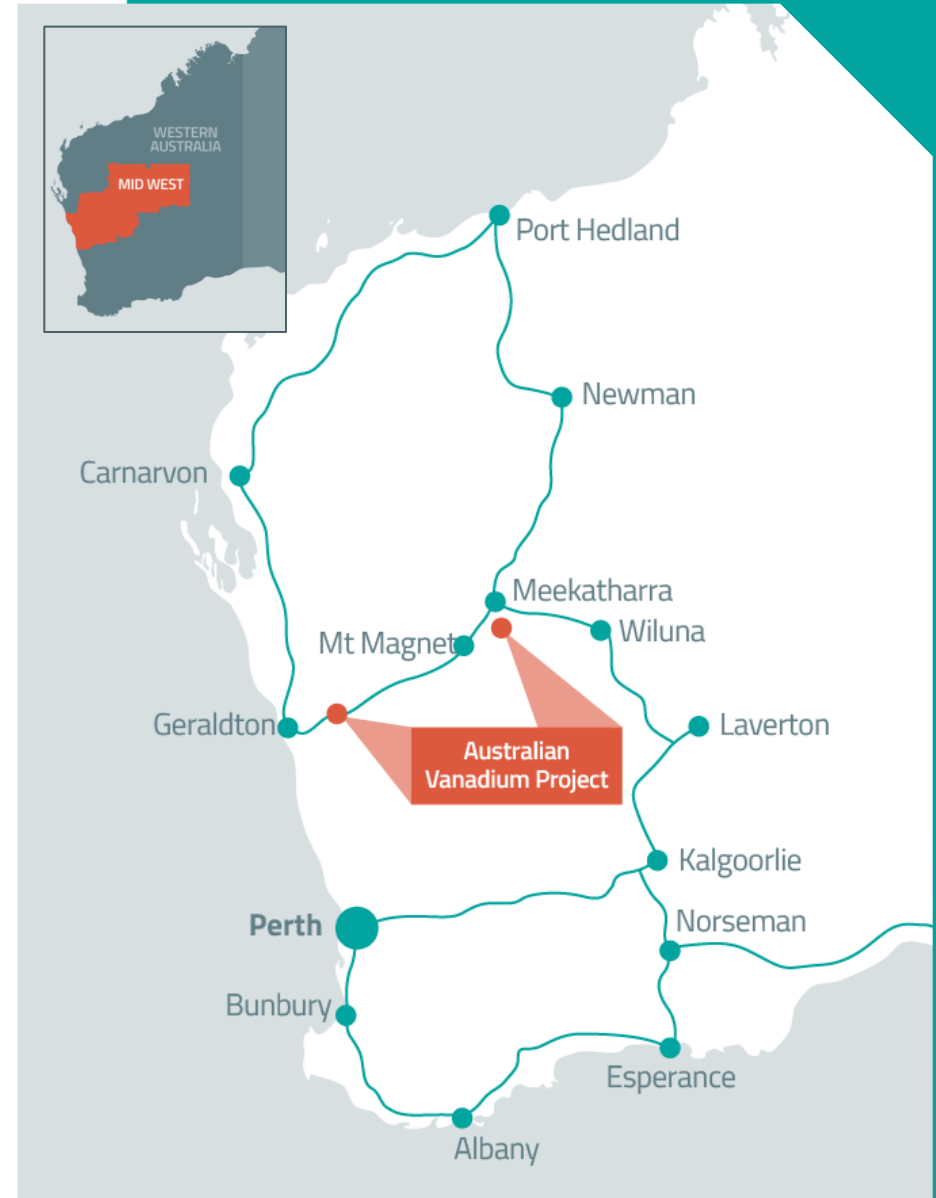 WESTERN
AUSTRALIA
MID WEST
Port Hedland
Newman
Carnarvon
Meekatharra
Wiluna
Mt Magnet
Geraldton
Laverton
Australian
Vanadium Project
Kalgoorlie
Norseman
Perth
Bunbury
Esperance
Albany